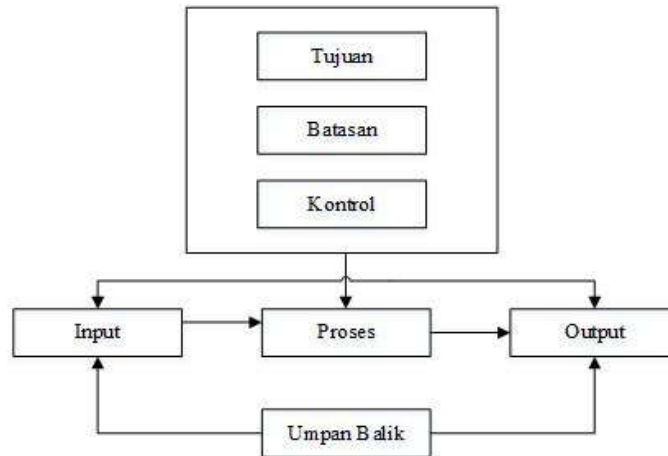 Tujuan
Batasan
Kontrol
Input
Proses
Output
Umpan Balik